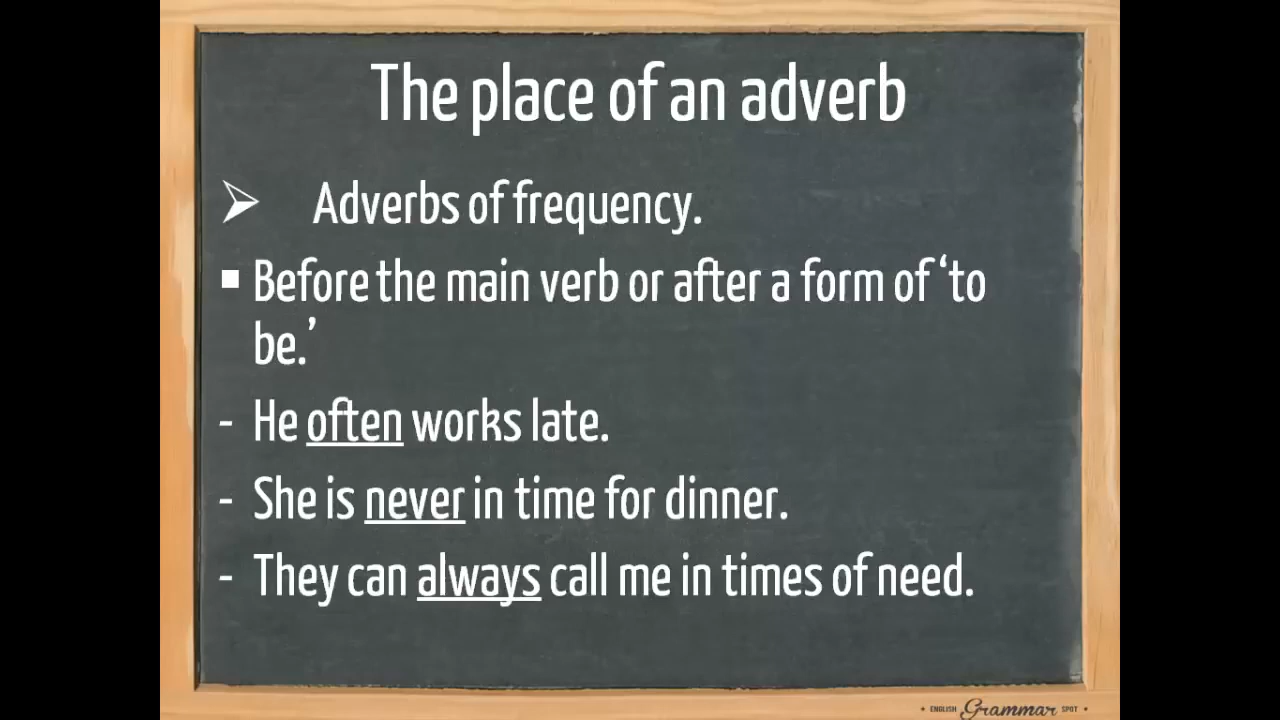 The place of an adverb
➢ Adverbs of frequency.
▪ Before the main verb or after a form of ‘to
be.’
- He often works late.
- She is never in time for dinner.
- They can always call me in times of need.
• ENGLISH Grammar SPOT •